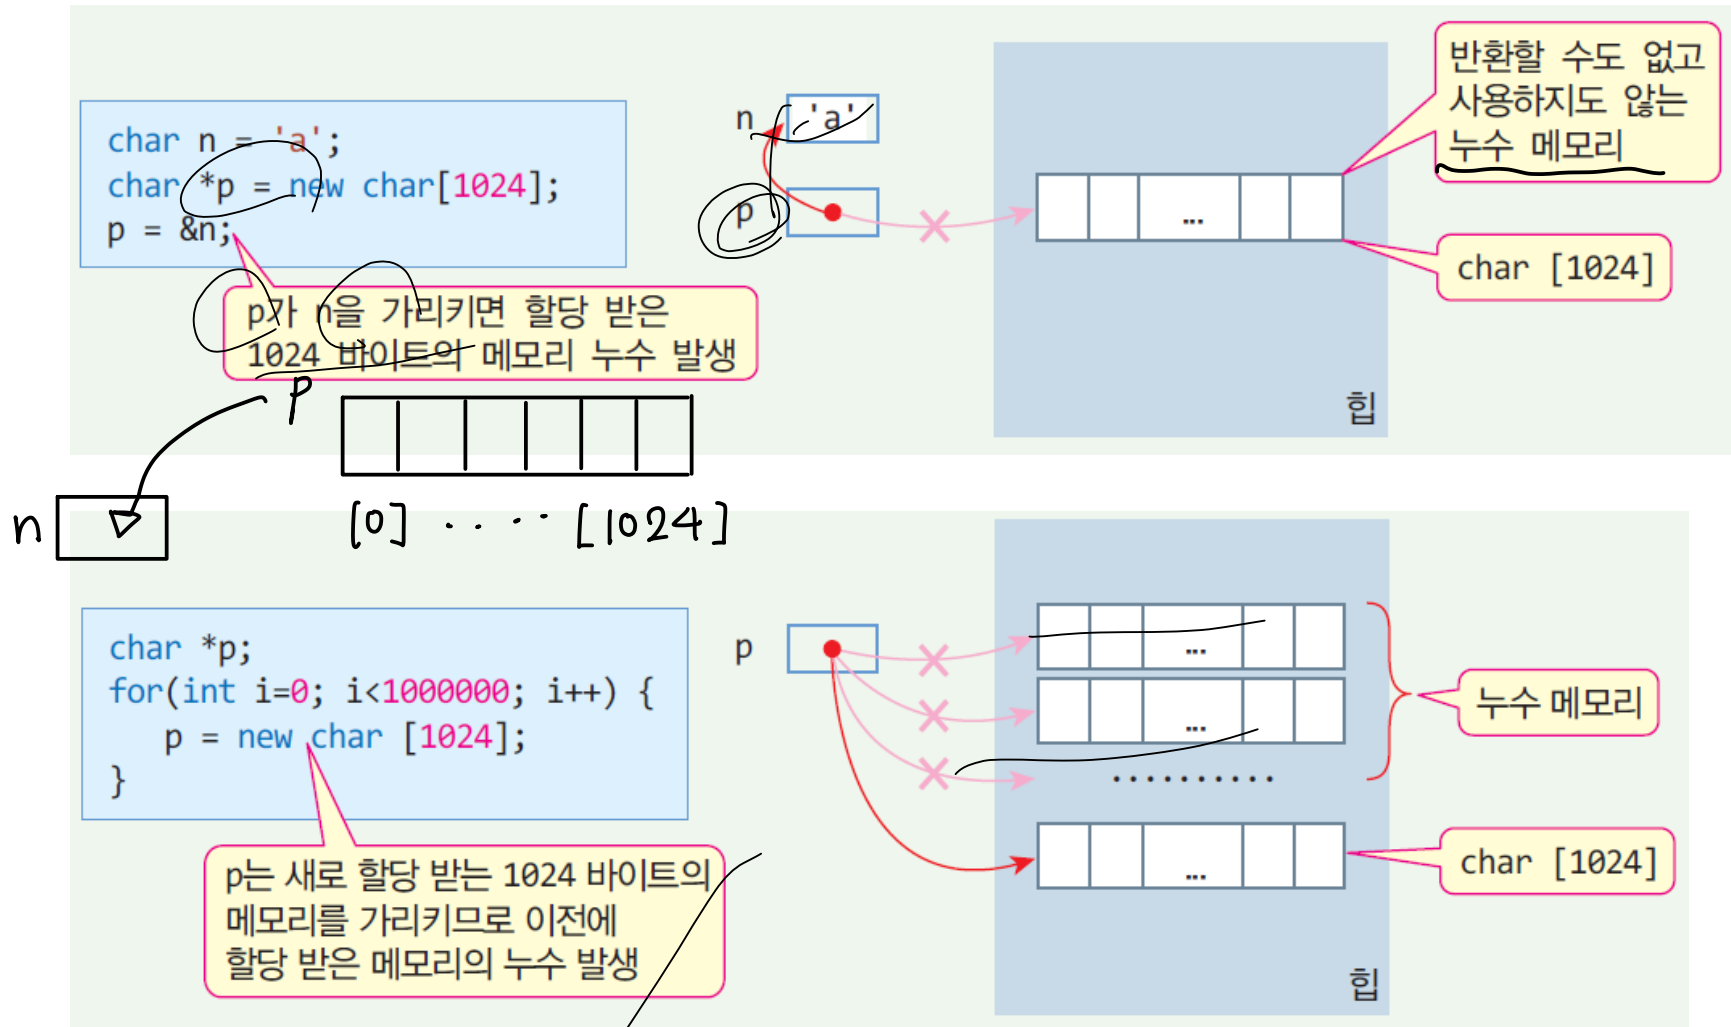 char n = 'a';
char *p = new char[1024];
p = &n;
p가 n을 가리키면 할당 받은
1024 바이트의 메모리 누수 발생
n 'a'
p
...
반환할 수도 없고
사용하지도 않는
누수 메모리
char [1024]
힙
p
n
[0] ..... [1024]
char *p;
for(int i=0; i<1000000; i++) {
p = new char [1024];
}
p는 새로 할당 받는 1024 바이트의
메모리를 가리키므로 이전에
할당 받은 메모리의 누수 발생
p
...
...
..........
...
누수 메모리
char [1024]
힙